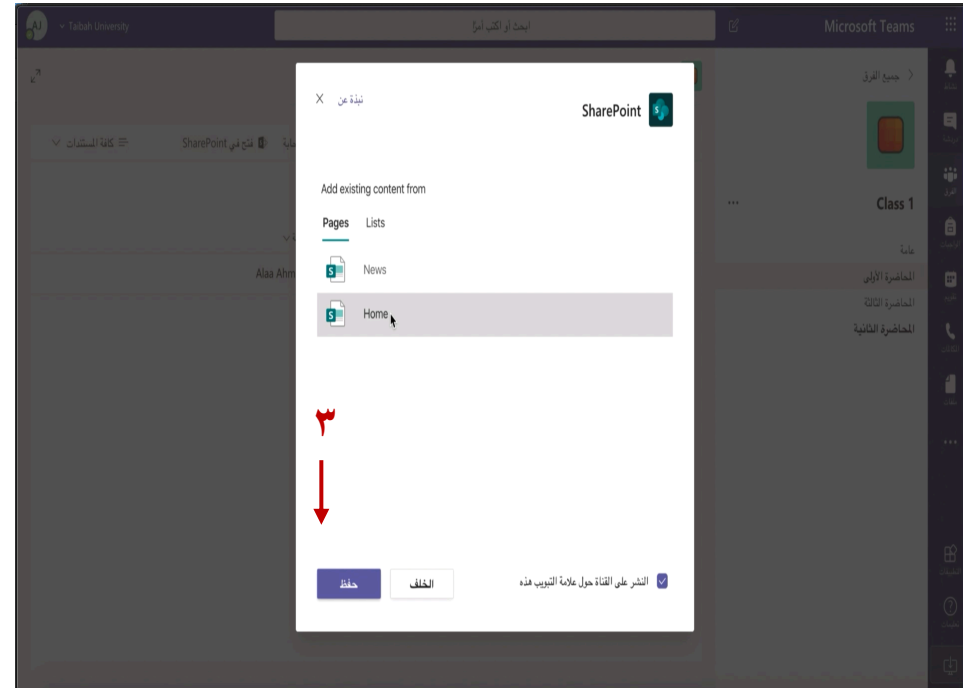 Microsoft Teams
ابحث أو اكتب أمرًا
Taibah University
AJ
جميع الفرق
Class 1
عامة
المحاضرة الأولى
المحاضرة الثالثة
المحاضرة الثانية
فتح في SharePoint
كافة المستندات
Alaa Ahm
SharePoint
نبذة عن
Add existing content from
Pages Lists
News
Home
٣
النشر على القناة حول علامة التبويب هذه
الخلف
حفظ